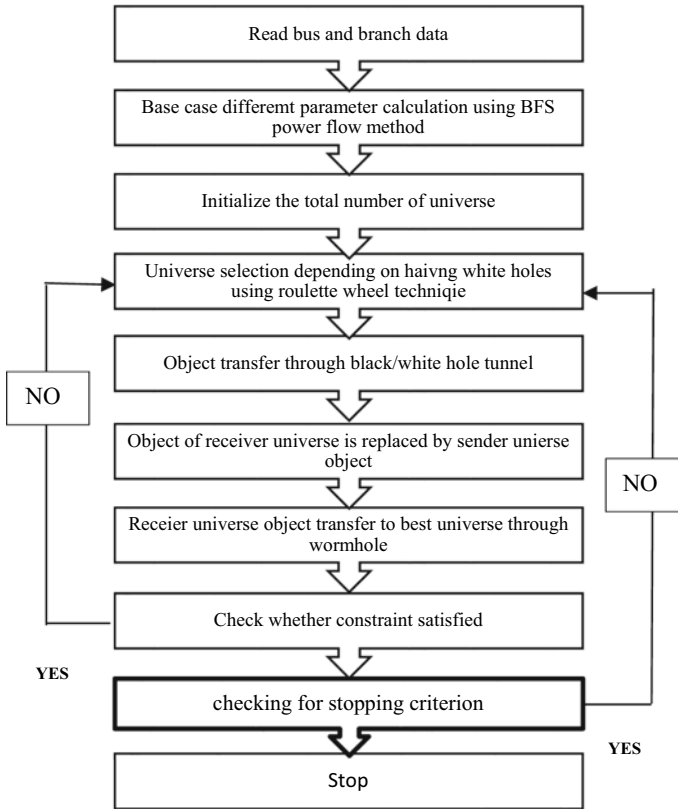 Read bus and branch data
Base case differemt parameter calculation using BFS
power flow method
Initialize the total number of universe
Universe selection depending on haivng white holes
using roulette wheel techniqie
Object transfer through black/white hole tunnel
NO
Object of receiver universe is replaced by sender unierse
object
NO
Receier universe object transfer to best universe through
wormhole
Check whether constraint satisfied
YES
checking for stopping criterion
YES
Stop